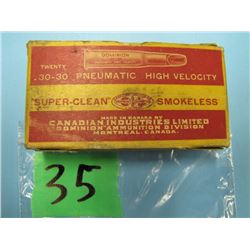 DOMINION
TWENTY
.30-30 PNEUMATIC HIGH VELOCITY
"SUPER-CLEAN" SMOKELESS
MADE IN CANADA BY
CANADIAN INDUSTRIES LIMITED
DOMINION AMMUNITION DIVISION
MONTREAL, CANADA.
35